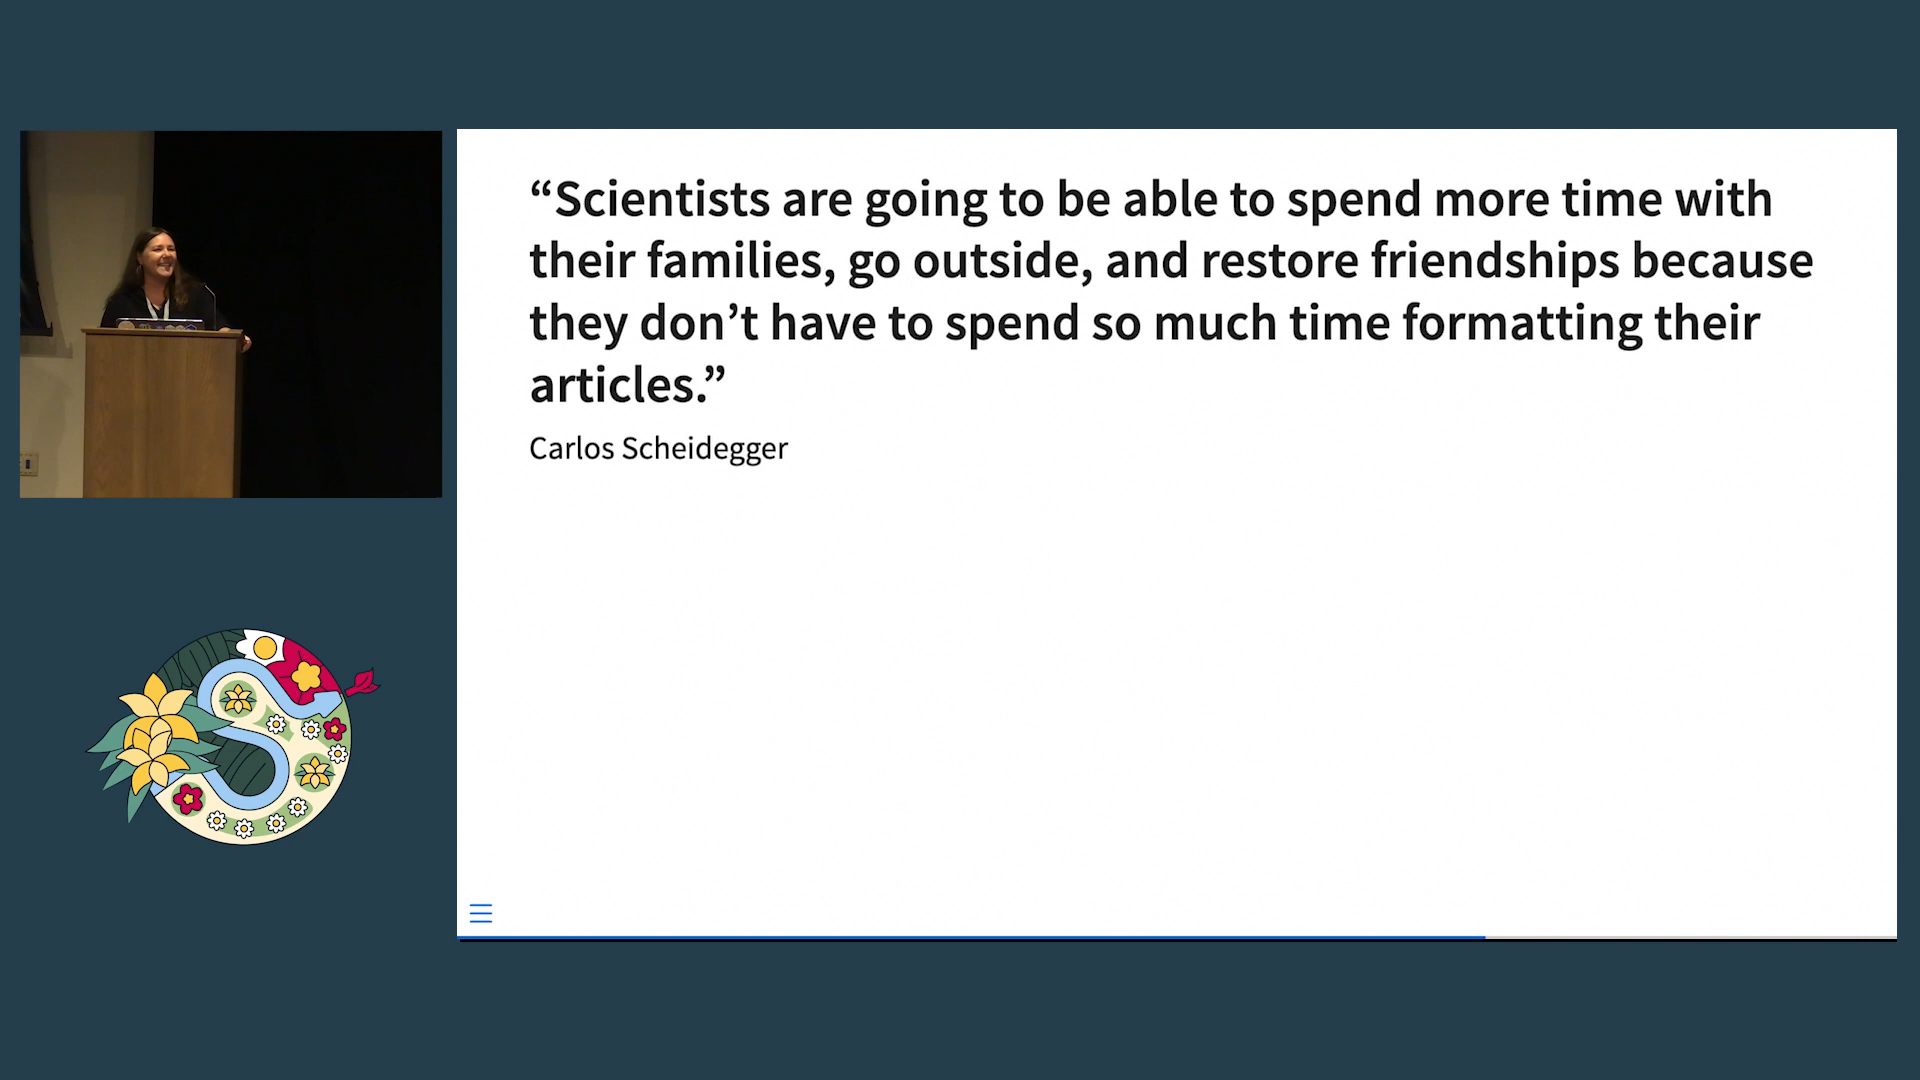 “Scientists are going to be able to spend more time with
their families, go outside, and restore friendships because
they don’t have to spend so much time formatting their
articles.”
Carlos Scheidegger